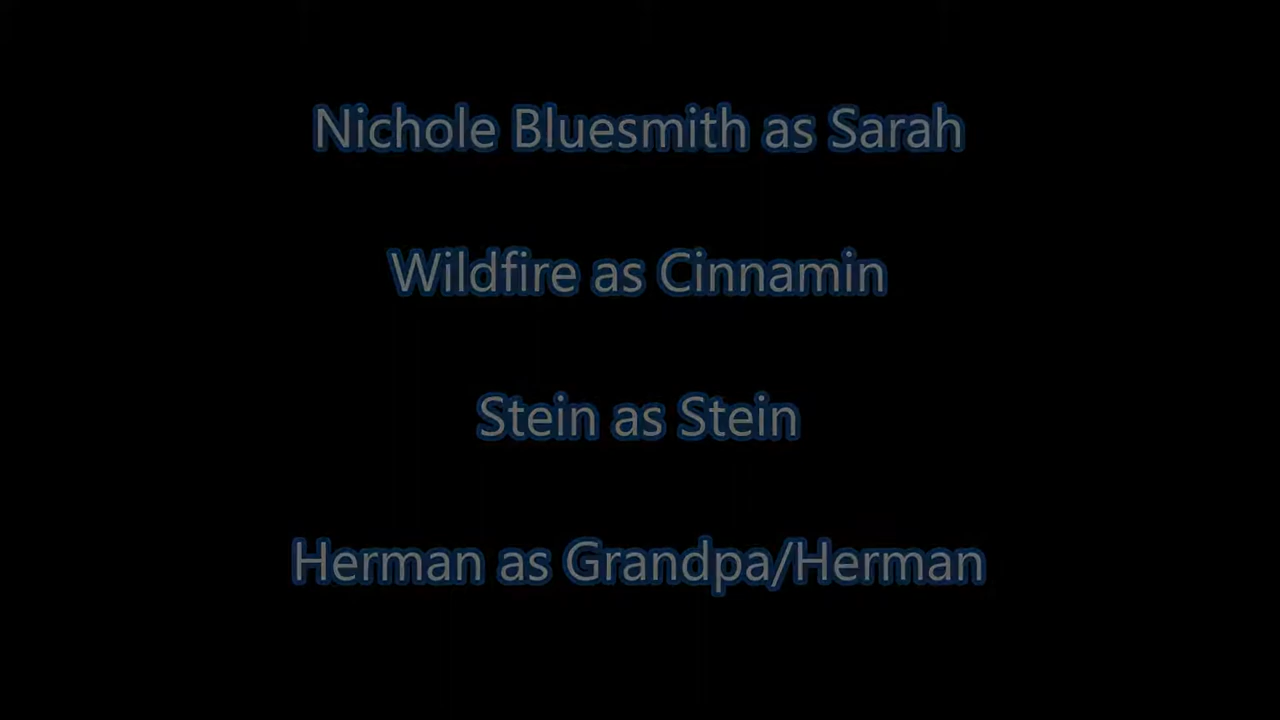 Nichole Bluesmith as Sarah
Wildfire as Cinnamin
Stein as Stein
Herman as Grandpa/Herman